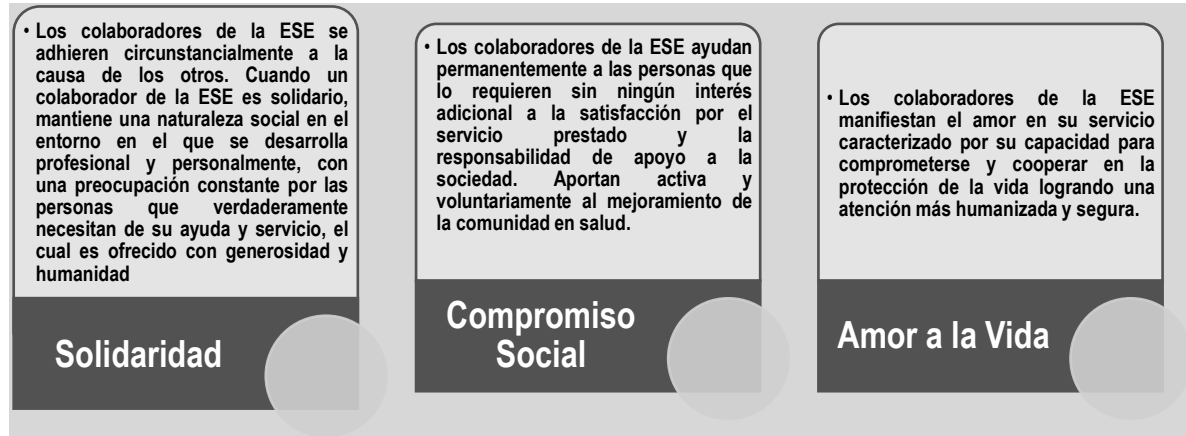 • Los colaboradores de la ESE se
adhieren circunstancialmente a la
causa de los otros. Cuando un
colaborador de la ESE es solidario,
mantiene una naturaleza social en el
entorno en el que se desarrolla
profesional y personalmente, con
una preocupación constante por las
personas que verdaderamente
necesitan de su ayuda y servicio, el
cual es ofrecido con generosidad y
humanidad
Solidaridad
• Los colaboradores de la ESE ayudan
permanentemente a las personas que
lo requieren sin ningún interés
adicional a la satisfacción por el
servicio prestado y la
responsabilidad de apoyo a la
sociedad. Aportan activa y
voluntariamente al mejoramiento de
la comunidad en salud.
Compromiso
Social
• Los colaboradores de la ESE
manifiestan el amor en su servicio
caracterizado por su capacidad para
comprometerse y cooperar en la
protección de la vida logrando una
atención más humanizada y segura.
Amor a la Vida